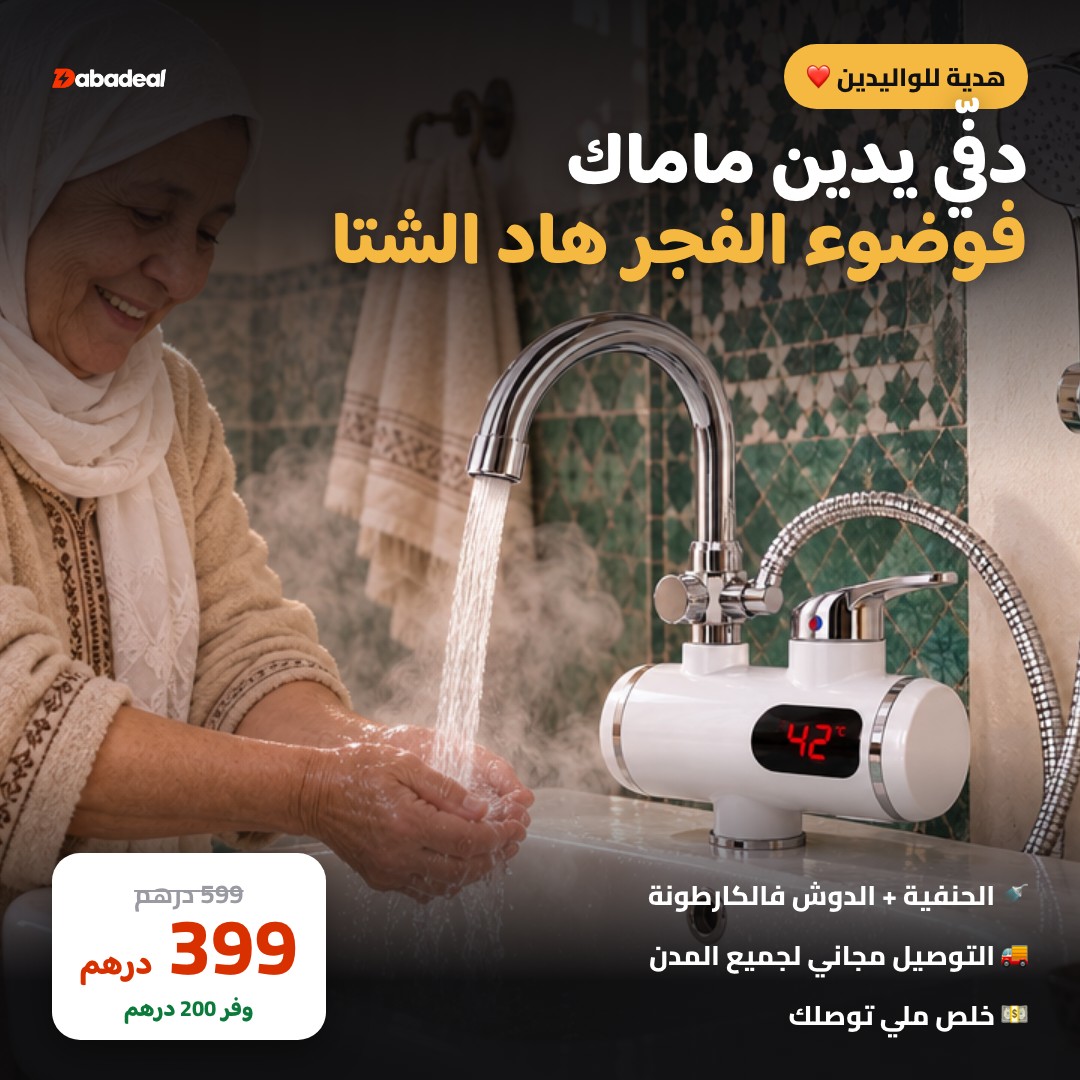 Dabadeal
هدية للواليدين ❤️
دفّي يدين ماماك
فوضوء الفجر هاد الشتا
42 °C
🚿 الحنفية + الدوش فالكارطونة
🚚 التوصيل مجاني لجميع المدن
💵 خلص ملي توصلك
599 درهم
399 درهم
وفر 200 درهم